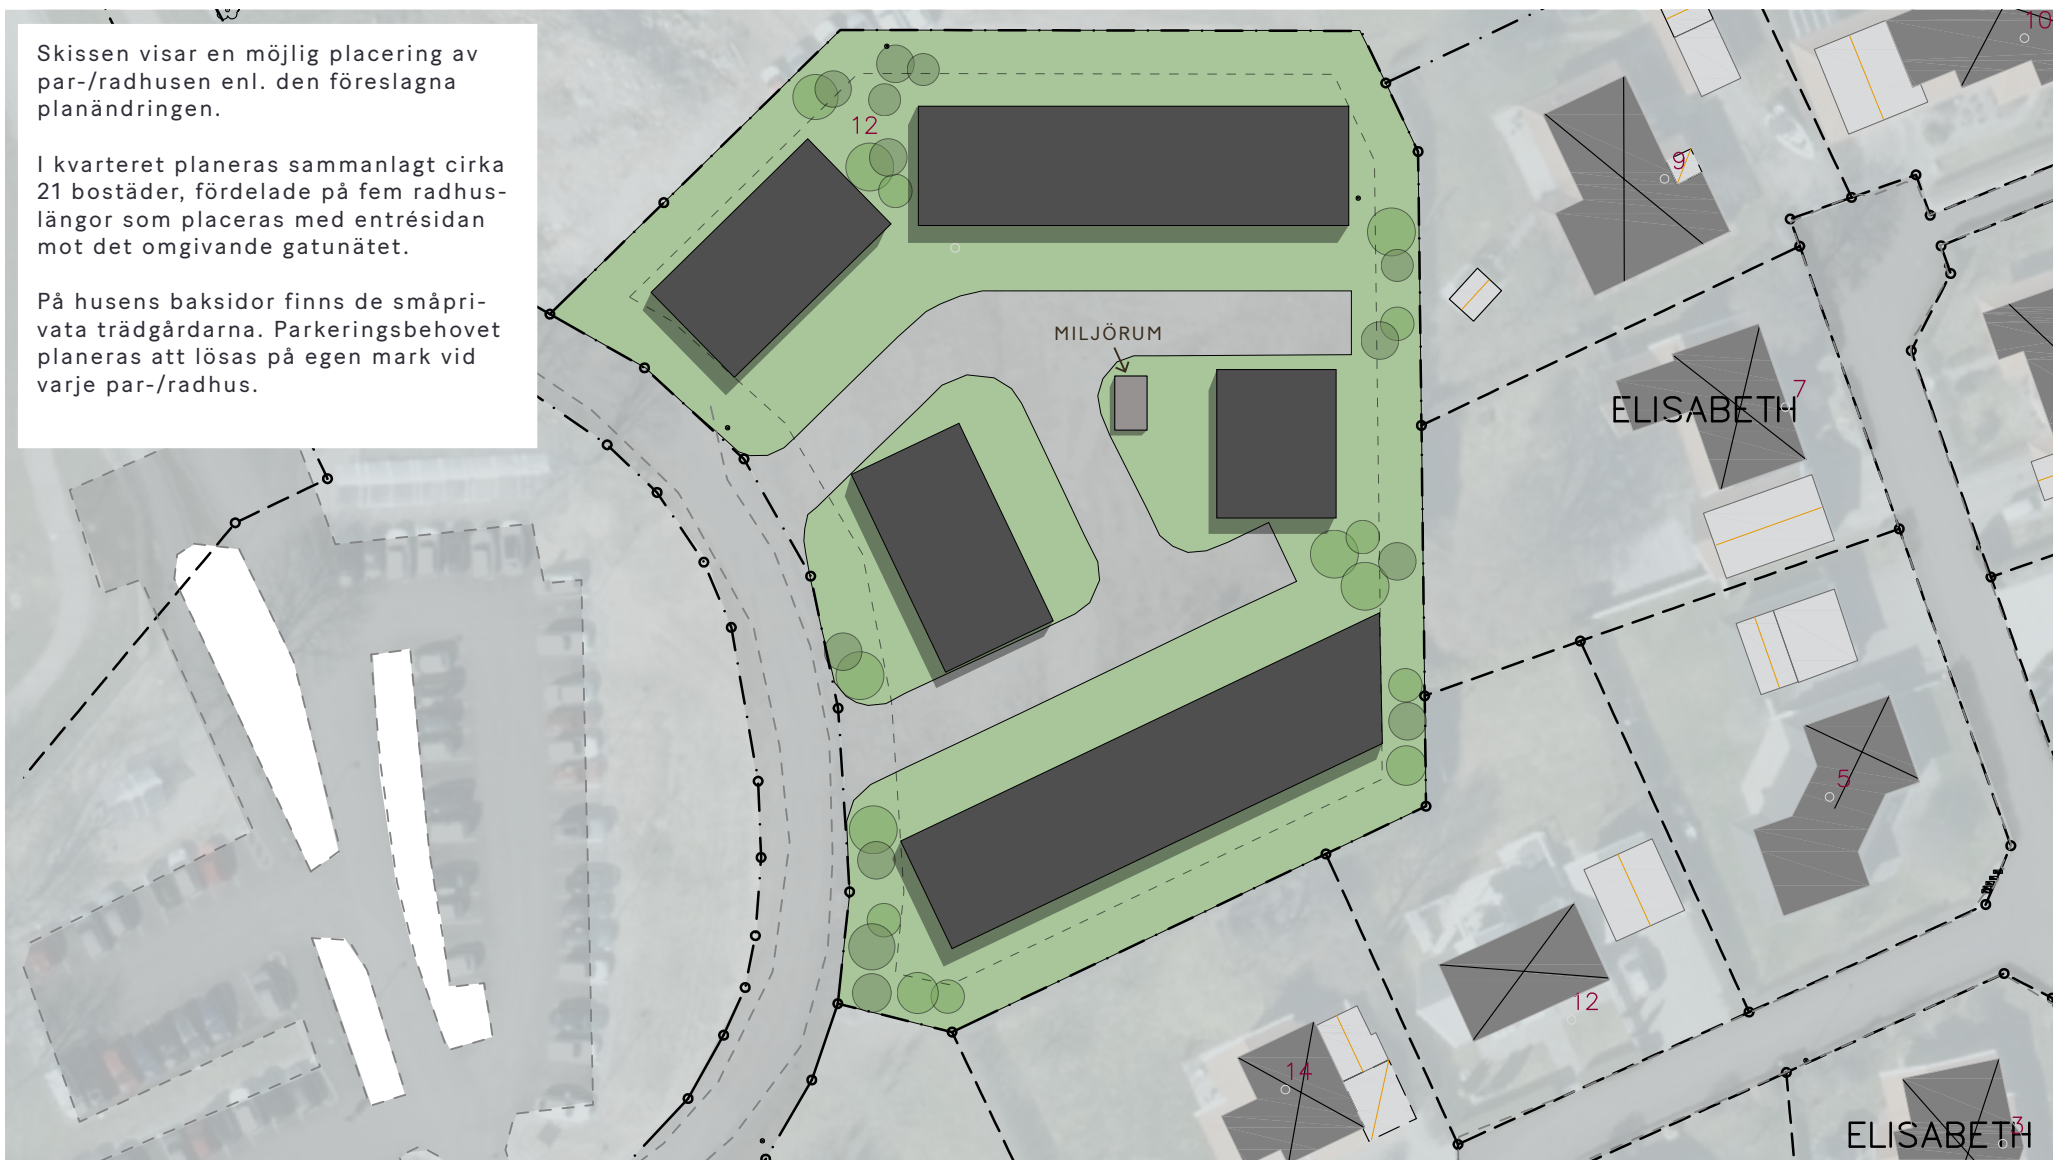 Skissen visar en möjlig placering av
par-/radhusen enl. den föreslagna
planändringen.
I kvarteret planeras sammanlagt cirka
21 bostäder, fördelade på fem radhus-
längor som placeras med entrésidan
mot det omgivande gatunätet.
På husens baksidor finns de småpri-
vata trädgårdarna. Parkeringsbehovet
planeras att lösas på egen mark vid
varje par-/radhus.
10
12
9
MILJÖRUM
7
ELISABETH
5
12
14
3
ELISABETH